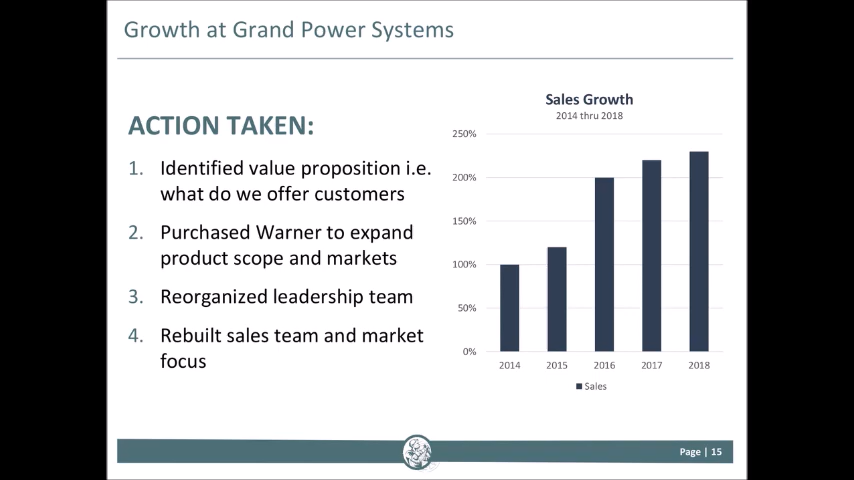 Growth at Grand Power Systems
ACTION TAKEN:
1. Identified value proposition i.e.
what do we offer customers
2. Purchased Warner to expand
product scope and markets
3. Reorganized leadership team
4. Rebuilt sales team and market
focus
Sales Growth
2014 thru 2018
250%
200%
150%
100%
50%
0%
2014 2015 2016 2017 2018
Sales
Page | 15